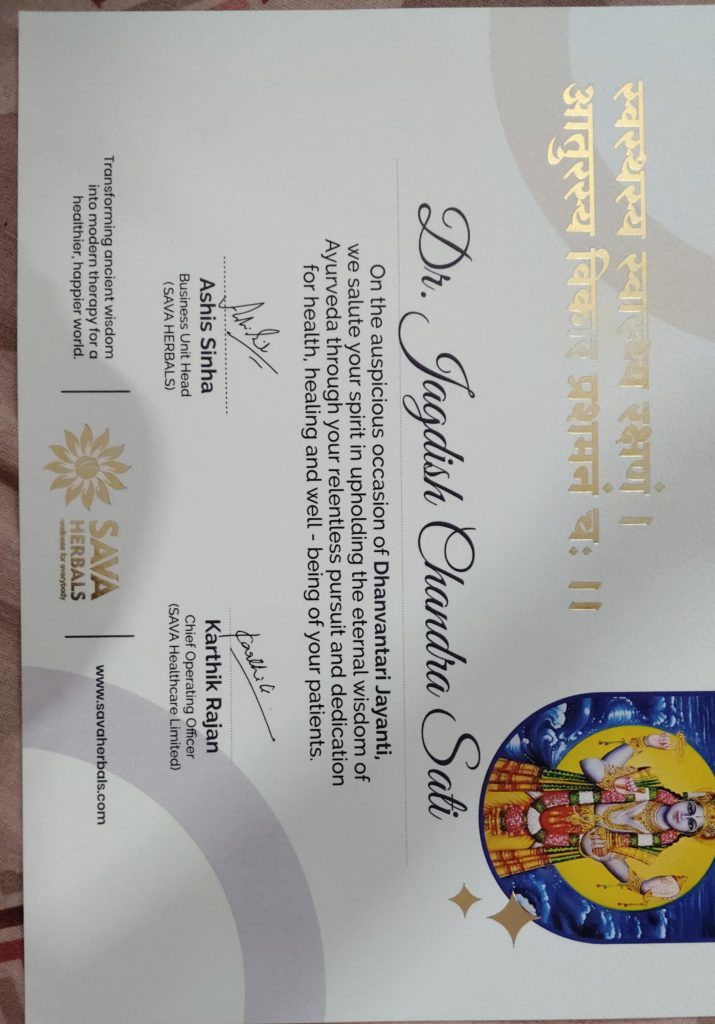 स्वस्थस्य स्वास्थ्य रक्षणं ।
आतुरस्य विकार प्रशमनं चः ।।
Dr. Jagdish Chandra Sati
On the auspicious occasion of Dhanvantari Jayanti,
we salute your spirit in upholding the eternal wisdom of
Ayurveda through your relentless pursuit and dedication
for health, healing and well - being of your patients.
Ashis Sinha
Business Unit Head
(SAVA HERBALS)
Karthik Rajan
Chief Operating Officer
(SAVA Healthcare Limited)
Transforming ancient wisdom
into modern therapy for a
healthier, happier world.
SAVA
HERBALS
wellness for everybody
www.savaherbals.com